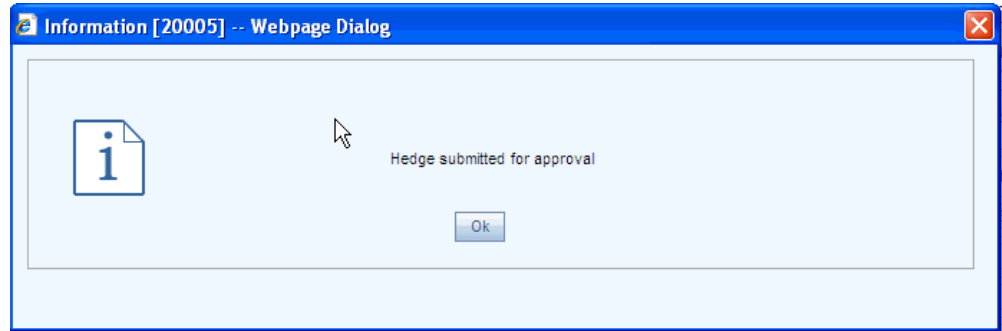 Information [20005] -- Webpage Dialog
Hedge submitted for approval
Ok